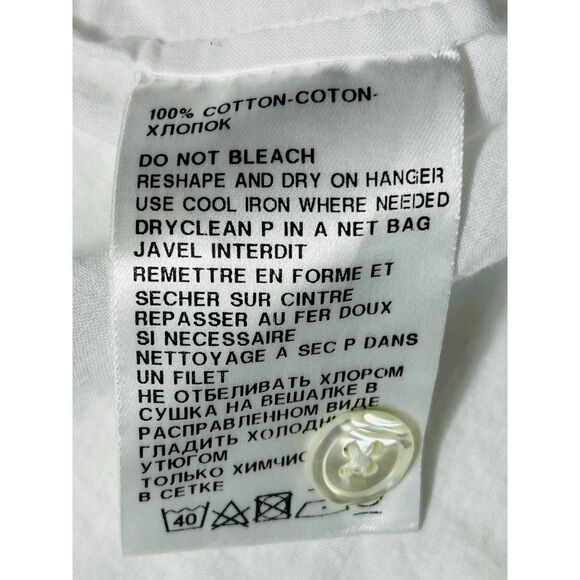 100% COTTON-COTON-
ХЛОПОК
DO NOT BLEACH
RESHAPE AND DRY ON HANGER
USE COOL IRON WHERE NEEDED
DRYCLEAN P IN A NET BAG
JAVEL INTERDIT
REMETTRE EN FORME ET
SECHER SUR CINTRE
REPASSER AU FER DOUX
SI NECESSAIRE
NETTOYAGE A SEC P DANS
UN FILET
НЕ ОТБЕЛИВАТЬ ХЛОРОМ
СУШКА НА ВЕШАЛКЕ В
РАСПРАВЛЕННОМ ВИДЕ
ГЛАДИТЬ
УТЮГОМ
ТОЛЬКО
В СЕТКЕ
40